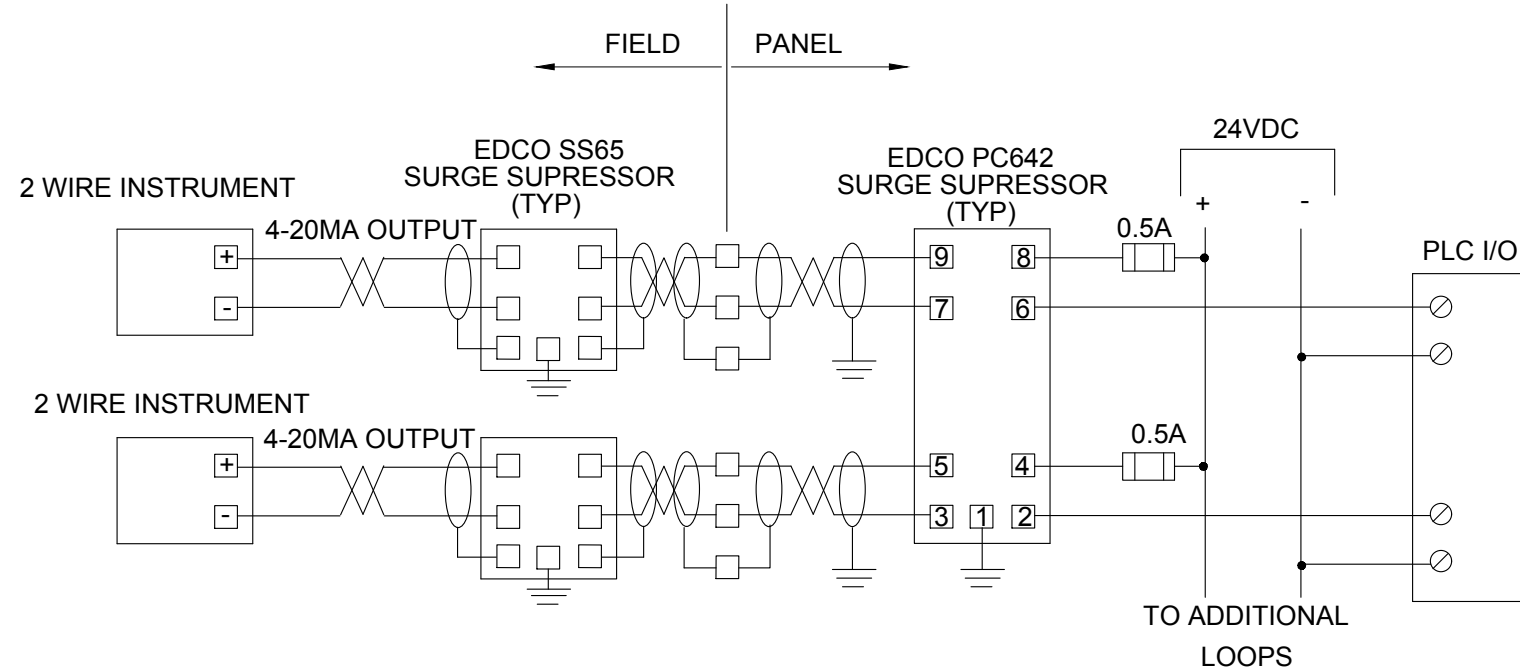 FIELD
PANEL
24VDC
EDCO SS65
SURGE SUPRESSOR
(TYP)
EDCO PC642
SURGE SUPRESSOR
(TYP)
2 WIRE INSTRUMENT
4-20MA OUTPUT
+
-
9
8
7
6
0.5A
+
-
PLC I/O
2 WIRE INSTRUMENT
4-20MA OUTPUT
+
-
5
4
3
1
2
0.5A
TO ADDITIONAL
LOOPS